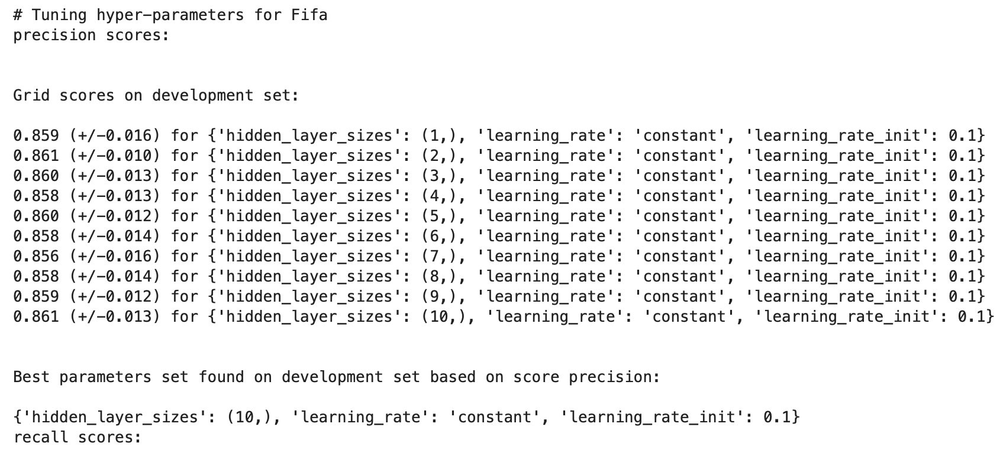 # Tuning hyper-parameters for Fifa
precision scores:
Grid scores on development set:
0.859 (+/-0.016) for {'hidden_layer_sizes': (1,), 'learning_rate': 'constant', 'learning_rate_init': 0.1}
0.861 (+/-0.010) for {'hidden_layer_sizes': (2,), 'learning_rate': 'constant', 'learning_rate_init': 0.1}
0.860 (+/-0.013) for {'hidden_layer_sizes': (3,), 'learning_rate': 'constant', 'learning_rate_init': 0.1}
0.858 (+/-0.013) for {'hidden_layer_sizes': (4,), 'learning_rate': 'constant', 'learning_rate_init': 0.1}
0.860 (+/-0.012) for {'hidden_layer_sizes': (5,), 'learning_rate': 'constant', 'learning_rate_init': 0.1}
0.858 (+/-0.014) for {'hidden_layer_sizes': (6,), 'learning_rate': 'constant', 'learning_rate_init': 0.1}
0.856 (+/-0.016) for {'hidden_layer_sizes': (7,), 'learning_rate': 'constant', 'learning_rate_init': 0.1}
0.858 (+/-0.014) for {'hidden_layer_sizes': (8,), 'learning_rate': 'constant', 'learning_rate_init': 0.1}
0.859 (+/-0.012) for {'hidden_layer_sizes': (9,), 'learning_rate': 'constant', 'learning_rate_init': 0.1}
0.861 (+/-0.013) for {'hidden_layer_sizes': (10,), 'learning_rate': 'constant', 'learning_rate_init': 0.1}
Best parameters set found on development set based on score precision:
{'hidden_layer_sizes': (10,), 'learning_rate': 'constant', 'learning_rate_init': 0.1}
recall scores: